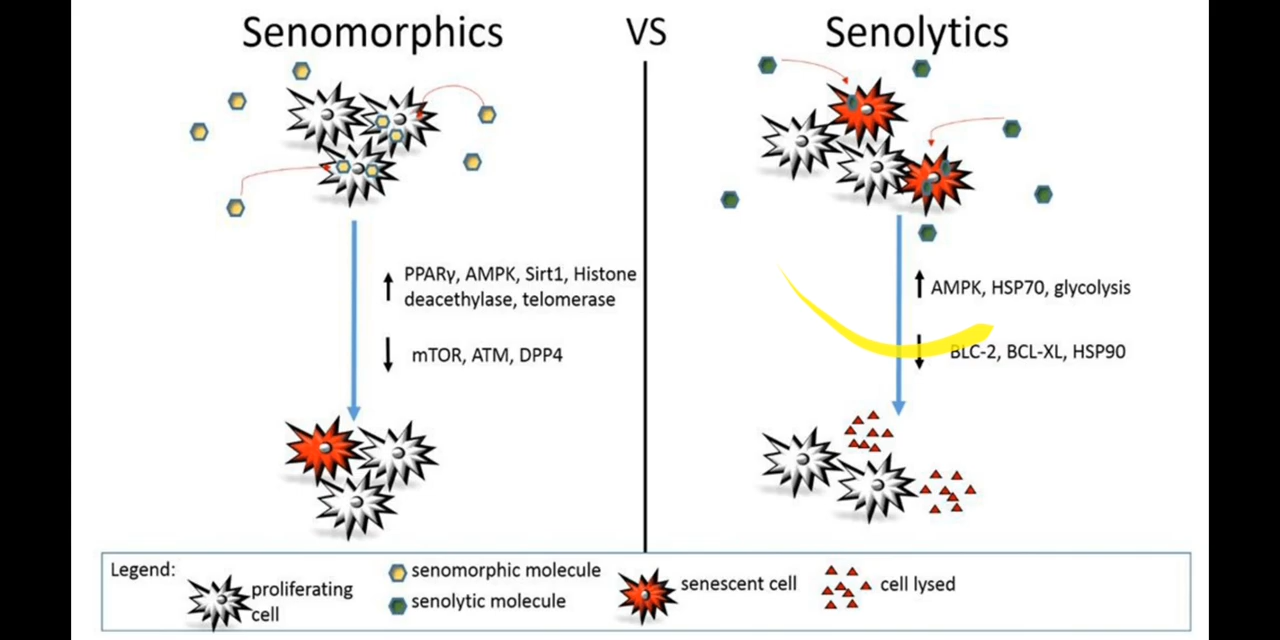 Senomorphics
VS
Senolytics
PPARγ, AMPK, Sirt1, Histone
deacethylase, telomerase
mTOR, ATM, DPP4
AMPK, HSP70, glycolysis
BLC-2, BCL-XL, HSP90
Legend:
proliferating
cell
senomorphic molecule
senolytic molecule
senescent cell
cell lysed